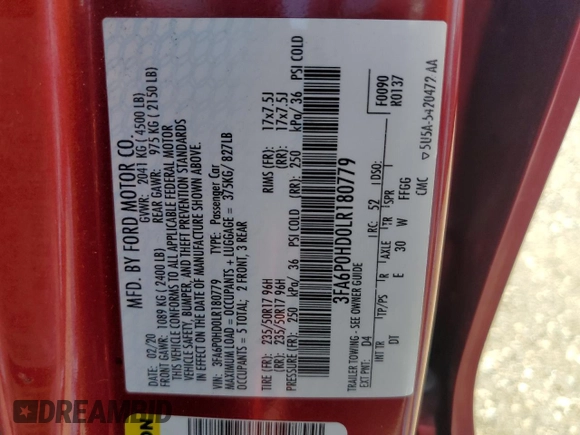 MFD. BY FORD MOTOR CO.
DATE: 02/20 GVWR: 2041 KG ( 4500 LB)
FRONT GAWR: 1089 KG ( 2400 LB) REAR GAWR: 975 KG ( 2150 LB)
THIS VEHICLE CONFORMS TO ALL APPLICABLE FEDERAL MOTOR
VEHICLE SAFETY, BUMPER, AND THEFT PREVENTION STANDARDS
IN EFFECT ON THE DATE OF MANUFACTURE SHOWN ABOVE.
VIN: 3FA6P0HD0LR180779 TYPE: Passenger Car
MAXIMUM LOAD = OCCUPANTS + LUGGAGE = 375KG/ 827LB
OCCUPANTS = 5 TOTAL; 2 FRONT, 3 REAR
TIRE (FR): 235/50R17 96H RIMS (FR): 17x7.5J
(RR): 235/50R17 96H (RR): 17x7.5J
PRESSURE (FR): 250 kPa/ 36 PSI COLD (RR): 250 kPa/ 36 PSI COLD
3FA6P0HD0LR180779
TRAILER TOWING - SEE OWNER GUIDE
F0090
R0137
EXT PNT: D4 RC: 52 DSO:
INT TR TP/PS AXLE TR SPR
DT E 30 W FFGG
CMC
▽5U5A-5420472 AA
DREAMBID